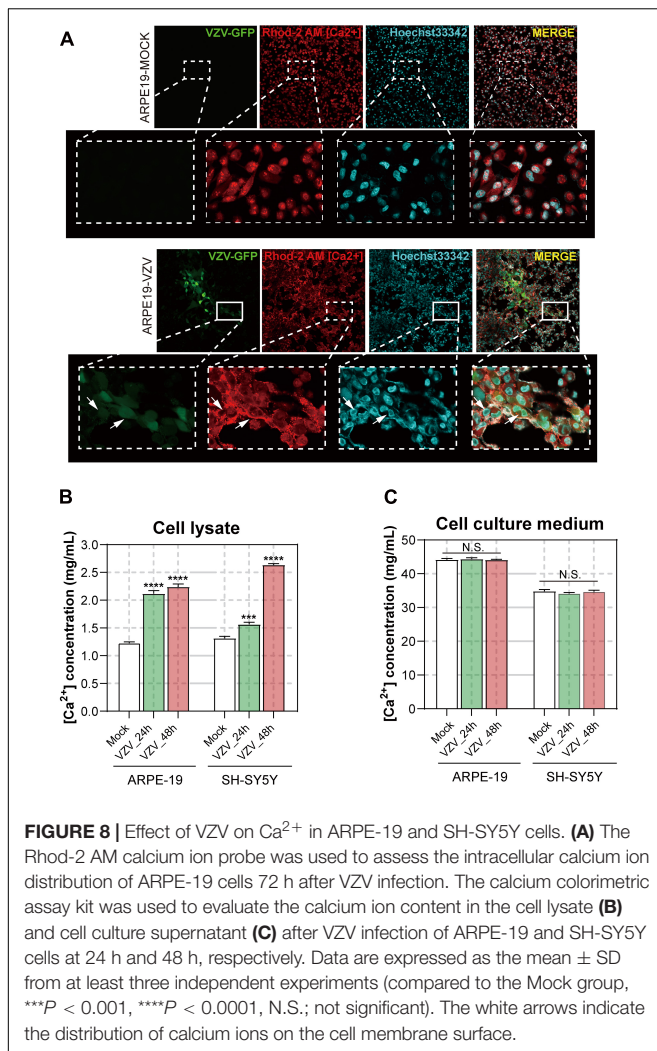 A
VZV-GFP Rhod-2 AM [Ca2+] Hoechst33342 MERGE
ARPE19-MOCK
VZV-GFP Rhod-2 AM [Ca2+] Hoechst33342 MERGE
ARPE19-VZV
B
Cell lysate
[Ca²⁺] concentration (mg/mL)
3.0
2.5
2.0
1.5
1.0
0.5
0.0
**** **** *** ****
Mock VZV_24h VZV_48h Mock VZV_24h VZV_48h
ARPE-19 SH-SY5Y
C
Cell culture medium
[Ca²⁺] concentration (mg/mL)
50
40
30
20
10
0
N.S. N.S.
Mock VZV_24h VZV_48h Mock VZV_24h VZV_48h
ARPE-19 SH-SY5Y
FIGURE 8 | Effect of VZV on Ca²⁺ in ARPE-19 and SH-SY5Y cells. (A) The
Rhod-2 AM calcium ion probe was used to assess the intracellular calcium ion
distribution of ARPE-19 cells 72 h after VZV infection. The calcium colorimetric
assay kit was used to evaluate the calcium ion content in the cell lysate (B)
and cell culture supernatant (C) after VZV infection of ARPE-19 and SH-SY5Y
cells at 24 h and 48 h, respectively. Data are expressed as the mean ± SD
from at least three independent experiments (compared to the Mock group,
***P < 0.001, ****P < 0.0001, N.S.; not significant). The white arrows indicate
the distribution of calcium ions on the cell membrane surface.